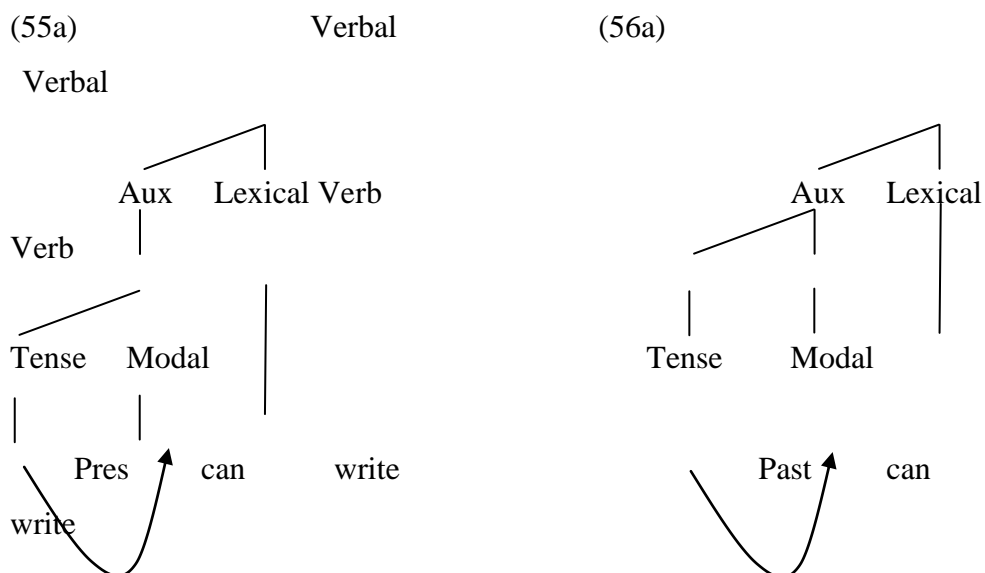 (55a) Verbal (56a)
Verbal
Aux Lexical Verb Aux Lexical
Verb
Tense Modal Tense Modal
Pres can write Past can
write